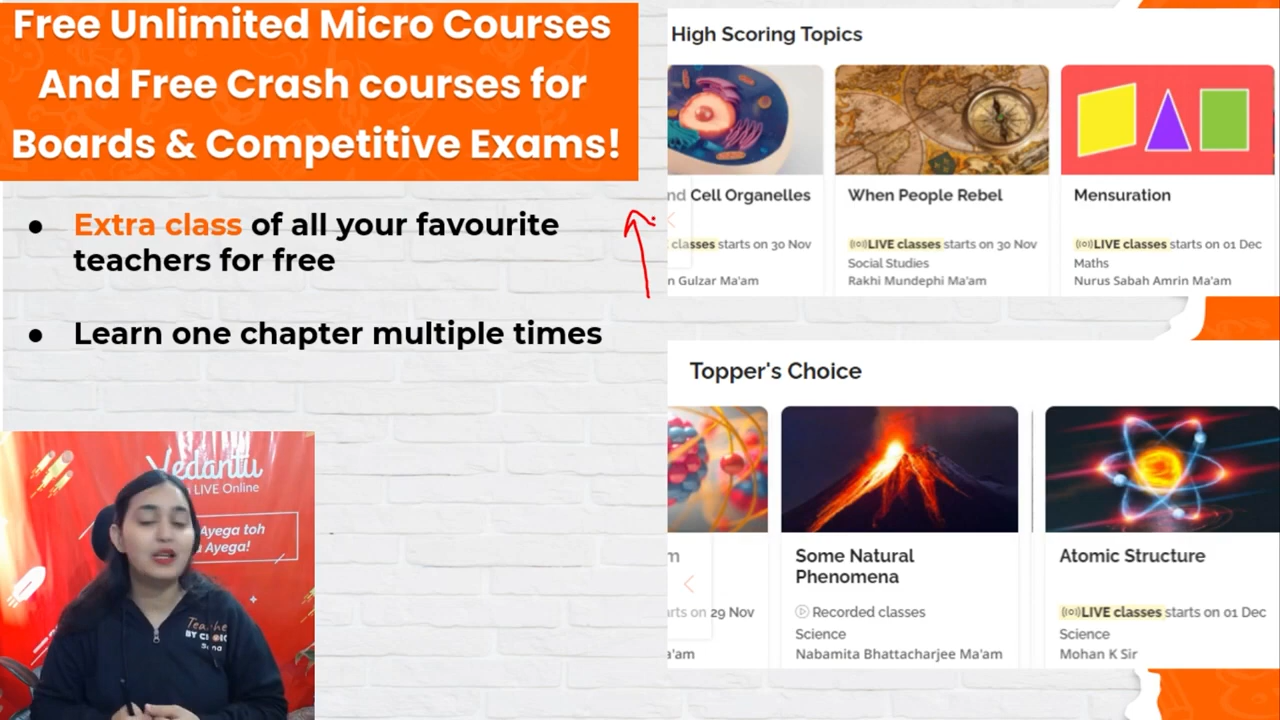 Free Unlimited Micro Courses
And Free Crash courses for
Boards & Competitive Exams!
● Extra class of all your favourite
teachers for free
● Learn one chapter multiple times
Vedantu
LIVE Online
Ayega toh
Ayega!
BY CHOICE
High Scoring Topics
nd Cell Organelles
classes starts on 30 Nov
n Gulzar Ma'am
When People Rebel
LIVE classes starts on 30 Nov
Social Studies
Rakhi Mundephi Ma'am
Mensuration
LIVE classes starts on 01 Dec
Maths
Nurus Sabah Amrin Ma'am
Topper's Choice
m
rts on 29 Nov
a'am
Some Natural
Phenomena
Recorded classes
Science
Nabamita Bhattacharjee Ma'am
Atomic Structure
LIVE classes starts on 01 Dec
Science
Mohan K Sir